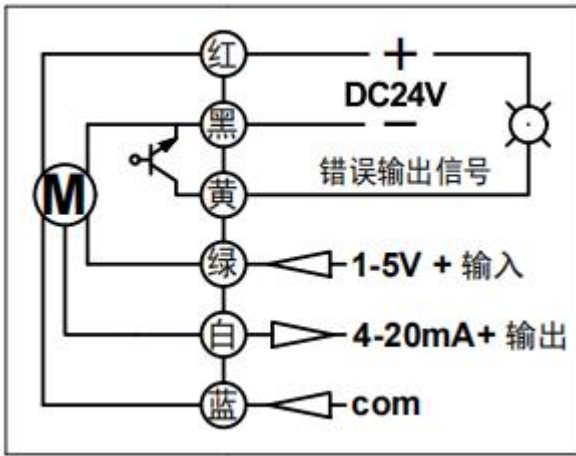 红
+
DC24V
黑
−
错误输出信号
黄
M
绿
1-5V + 输入
白
4-20mA+ 输出
蓝
com